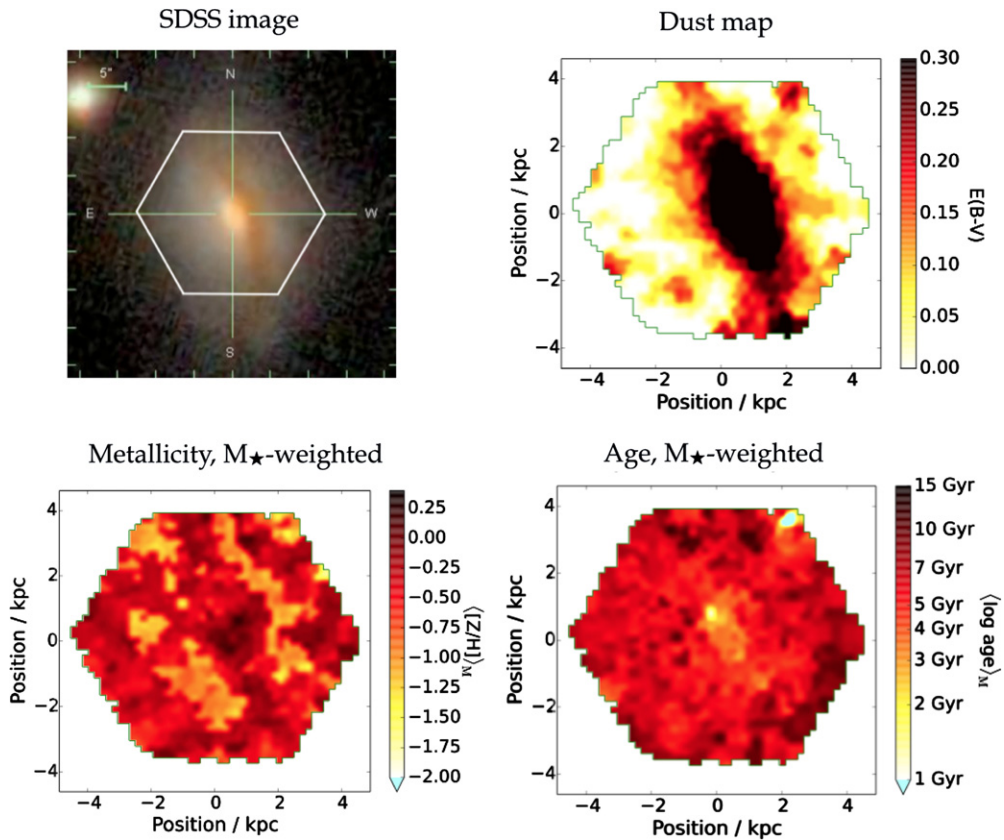 SDSS image
5"
N
E
W
S
Dust map
4
2
0
−2
−4
Position / kpc
−4 −2 0 2 4
Position / kpc
0.30
0.25
0.20
0.15
0.10
0.05
0.00
E(B-V)
Metallicity, M★-weighted
4
2
0
−2
−4
Position / kpc
−4 −2 0 2 4
Position / kpc
0.25
0.00
−0.25
−0.50
−0.75
−1.00
−1.25
−1.50
−1.75
−2.00
⟨[Z/H]⟩M
Age, M★-weighted
4
2
0
−2
−4
Position / kpc
−4 −2 0 2 4
Position / kpc
15 Gyr
10 Gyr
7 Gyr
5 Gyr
4 Gyr
3 Gyr
2 Gyr
1 Gyr
⟨log age⟩M